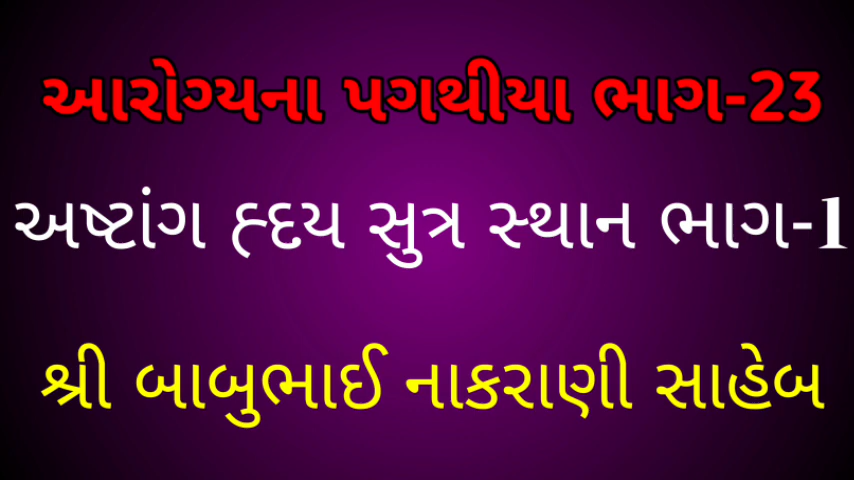 આરોગ્યના પગથીયા ભાગ-23
અષ્ટાંગ હ્દય સુત્ર સ્થાન ભાગ-1
શ્રી બાબુભાઈ નાકરાણી સાહેબ